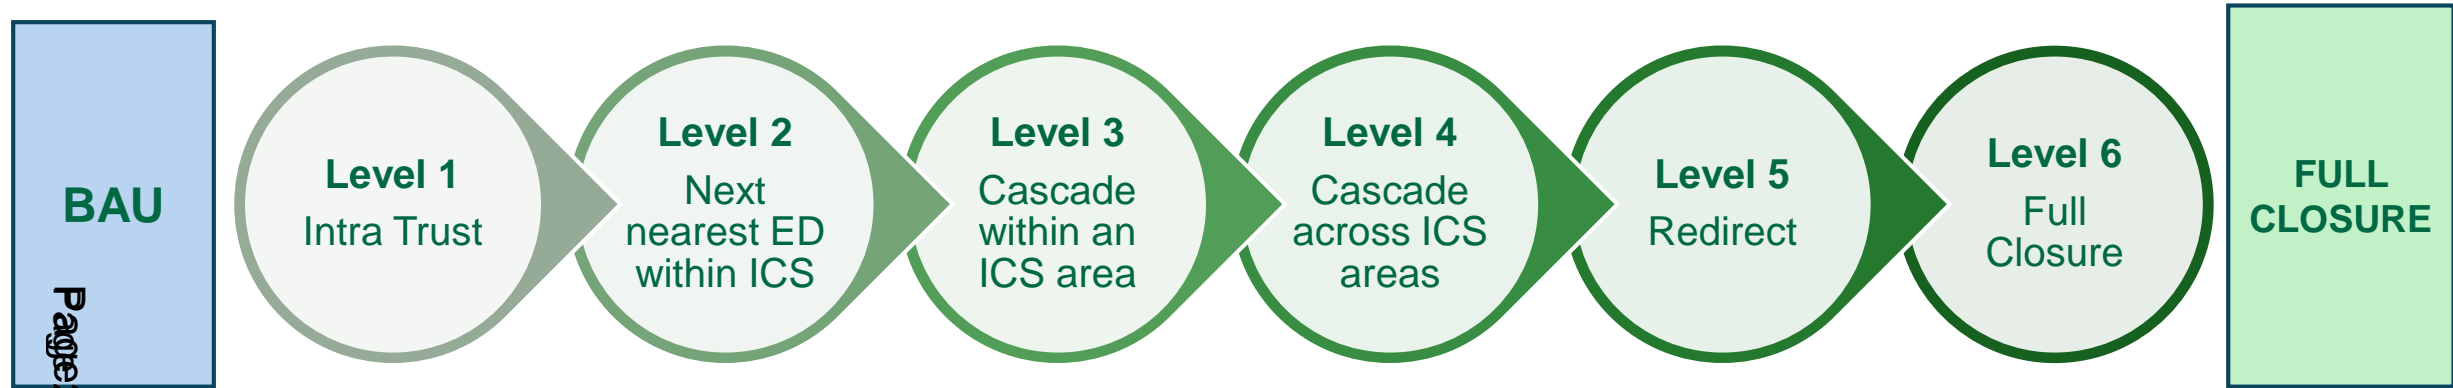 BAU
Level 1
Intra Trust
Level 2
Next
nearest ED
within ICS
Level 3
Cascade
within an
ICS area
Level 4
Cascade
across ICS
areas
Level 5
Redirect
Level 6
Full
Closure
FULL
CLOSURE